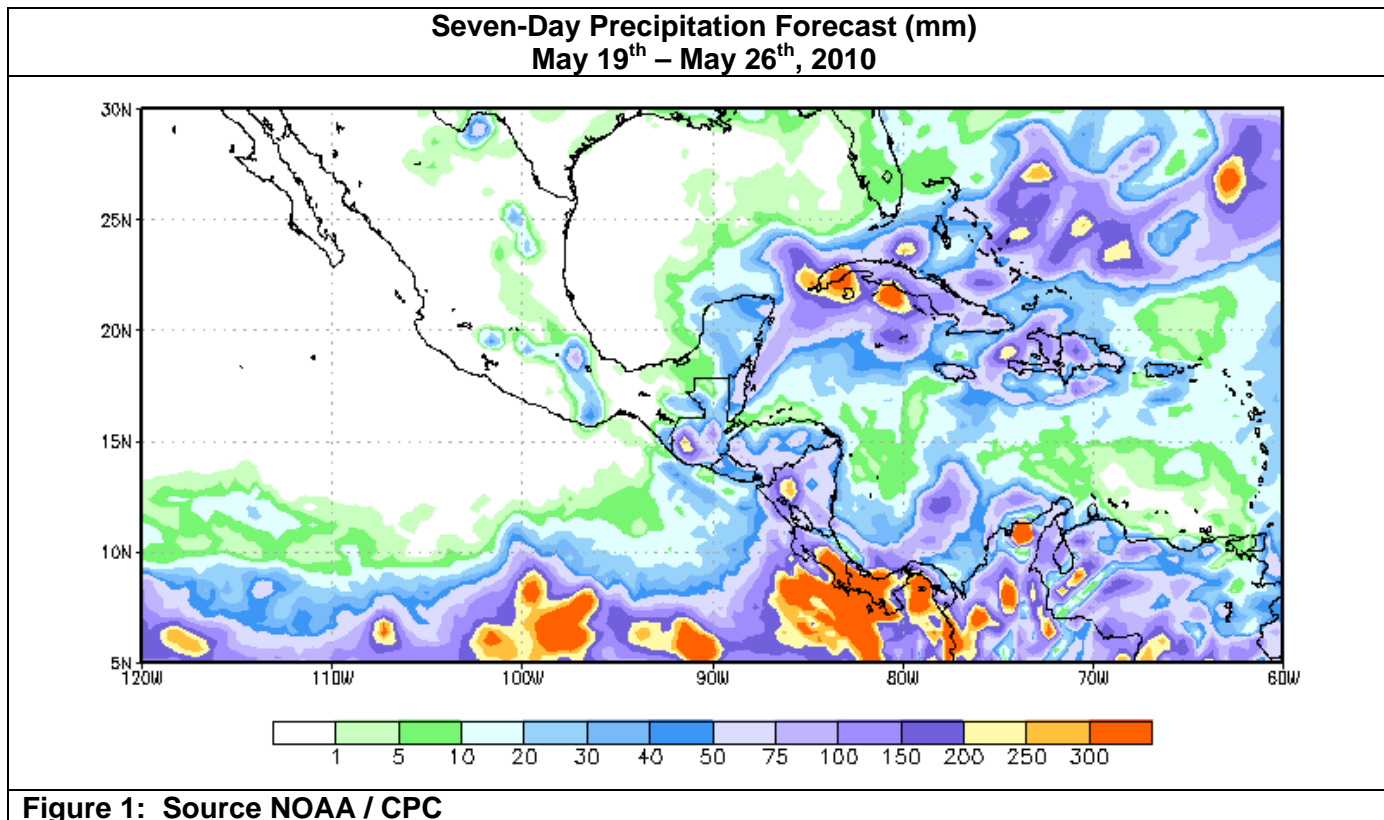 Seven-Day Precipitation Forecast (mm)
May 19th – May 26th, 2010
30N
25N
20N
15N
10N
5N
120W 110W 100W 90W 80W 70W 60W
1 5 10 20 30 40 50 75 100 150 200 250 300
Figure 1: Source NOAA / CPC